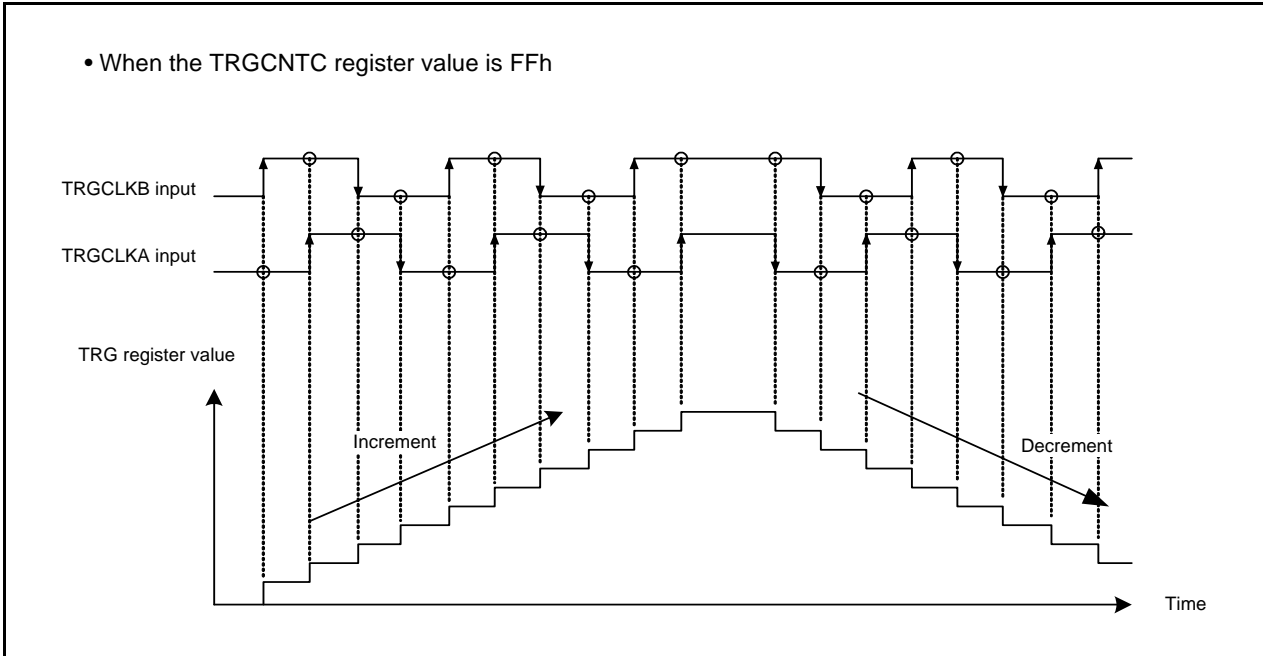 • When the TRGCNTC register value is FFh
TRGCLKB input
TRGCLKA input
TRG register value
Increment
Decrement
Time